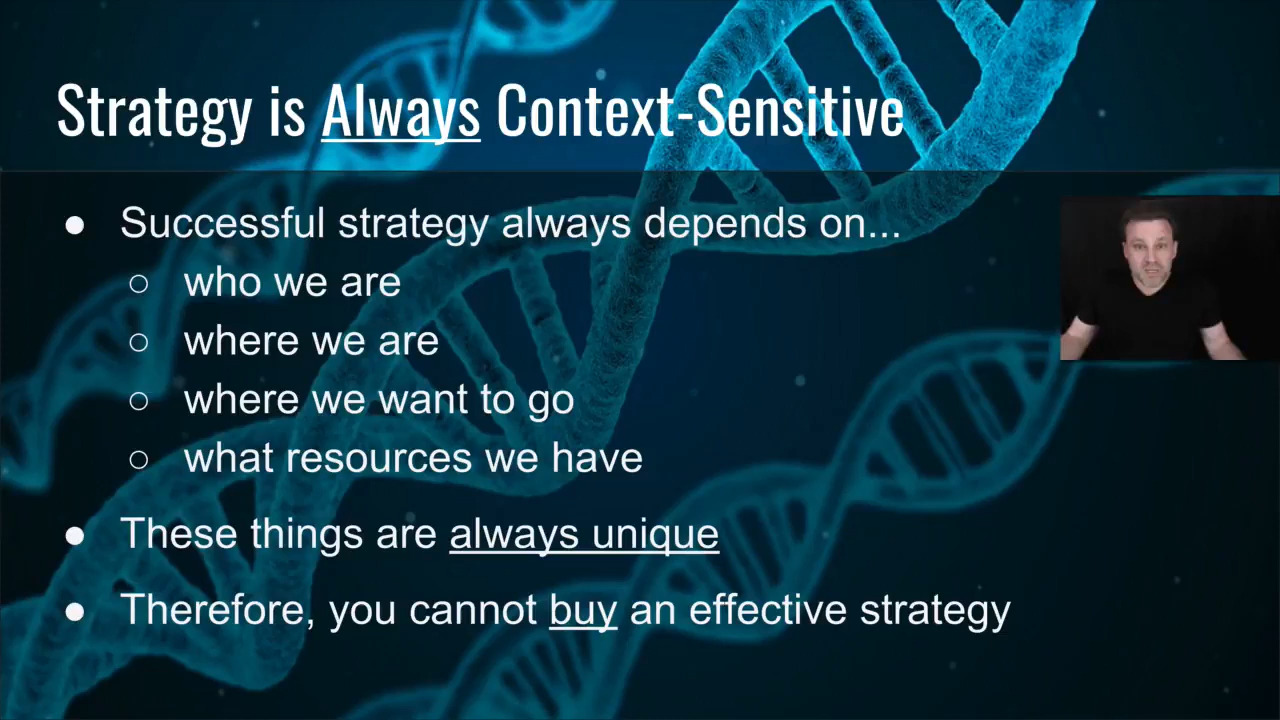 Strategy is Always Context-Sensitive
● Successful strategy always depends on...
○ who we are
○ where we are
○ where we want to go
○ what resources we have
● These things are always unique
● Therefore, you cannot buy an effective strategy